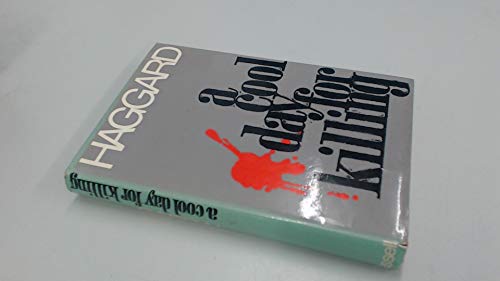 HAGGARD
a
cool
day
for
killing
a cool day for killing